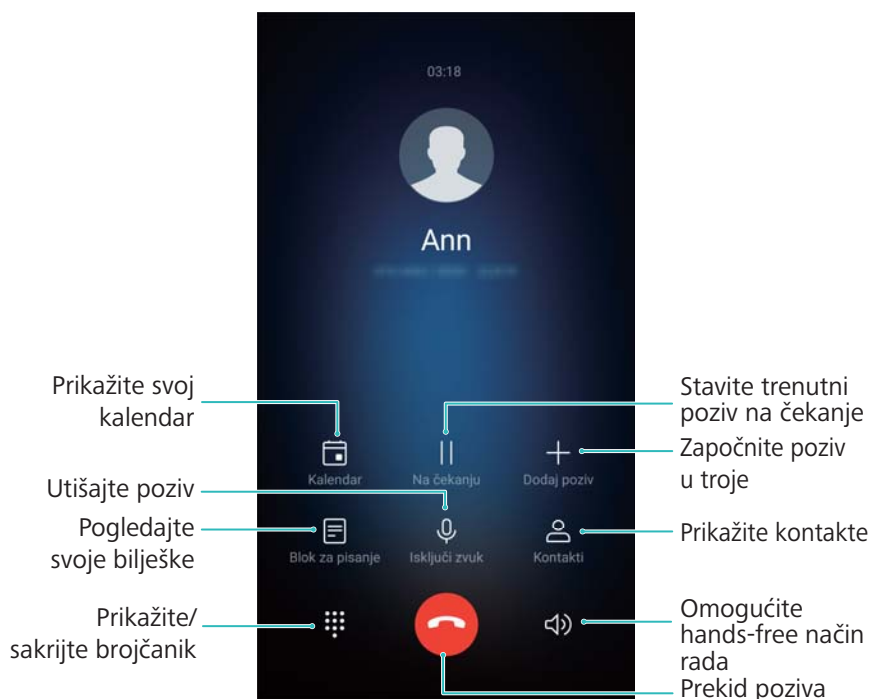 03:18
Ann
Prikažite svoj
kalendar
Stavite trenutni
poziv na čekanje
Započnite poziv
u troje
Kalendar
Na čekanju
Dodaj poziv
Utišajte poziv
Pogledajte
svoje bilješke
Prikažite kontakte
Blok za pisanje
Isključi zvuk
Kontakti
Prikažite/
sakrijte brojčanik
Omogućite
hands-free način
rada
Prekid poziva